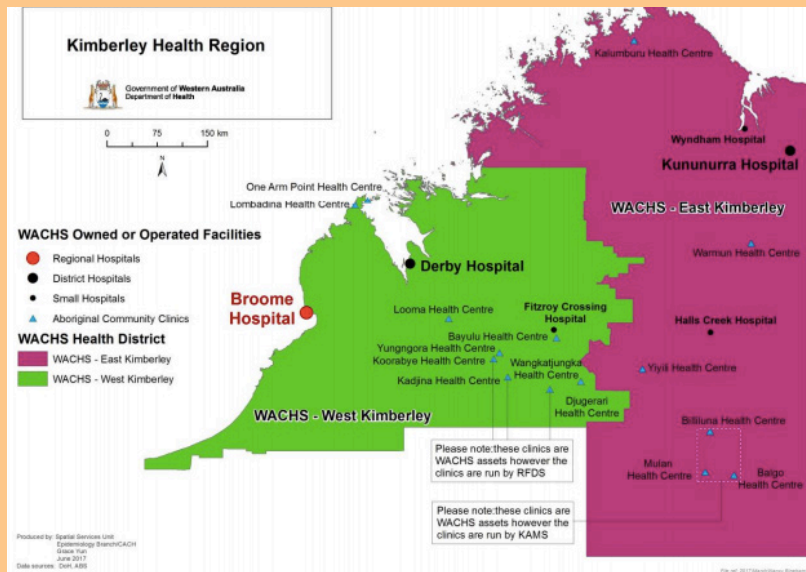 Kimberley Health Region
Government of Western Australia
Department of Health
0 75 150 km
N
Kalumburu Health Centre
Wyndham Hospital
Kununurra Hospital
One Arm Point Health Centre
Lombadina Health Centre
WACHS - East Kimberley
WACHS Owned or Operated Facilities
Regional Hospitals
District Hospitals
Small Hospitals
Aboriginal Community Clinics
WACHS Health District
WACHS - East Kimberley
WACHS - West Kimberley
Warmun Health Centre
Derby Hospital
Broome
Hospital
Looma Health Centre
Fitzroy Crossing
Hospital
Halls Creek Hospital
Bayulu Health Centre
Yungngora Health Centre
Koorabye Health Centre
Wangkatjungka
Health Centre
Kadjina Health Centre
Yiyili Health Centre
Djugerari
Health Centre
WACHS - West Kimberley
Billiluna Health Centre
Please note:these clinics are
WACHS assets however the
clinics are run by RFDS
Mulan
Health Centre
Balgo
Health Centre
Please note:these clinics are
WACHS assets however the
clinics are run by KAMS
Produced by: Spatial Services Unit
Epidemiology Branch/CACH
Grace Yun
June 2017
Data sources: DoH, ABS